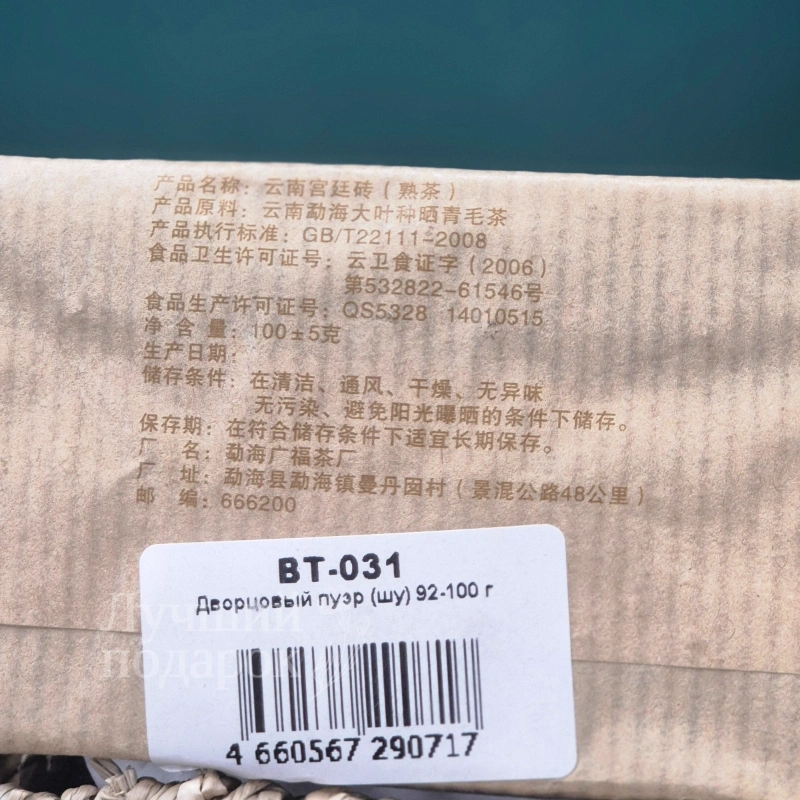 产品名称：云南宫廷砖（熟茶）
产品原料：云南勐海大叶种晒青毛茶
产品执行标准：GB/T22111-2008
食品卫生许可证号：云卫食证字（2006）
第532822-61546号
食品生产许可证号：QS5328 14010515
净 含 量：100±5克
生产日期：
储存条件：在清洁、通风、干燥、无异味
无污染、避免阳光曝晒的条件下储存。
保存期：在符合储存条件下适宜长期保存。
厂 名：勐海广福茶厂
厂 址：勐海县勐海镇曼丹囡村（景混公路48公里）
邮 编：666200
BT-031
Дворцовый пуэр (шу) 92-100 г
Лучший
подарок
4 660567 290717